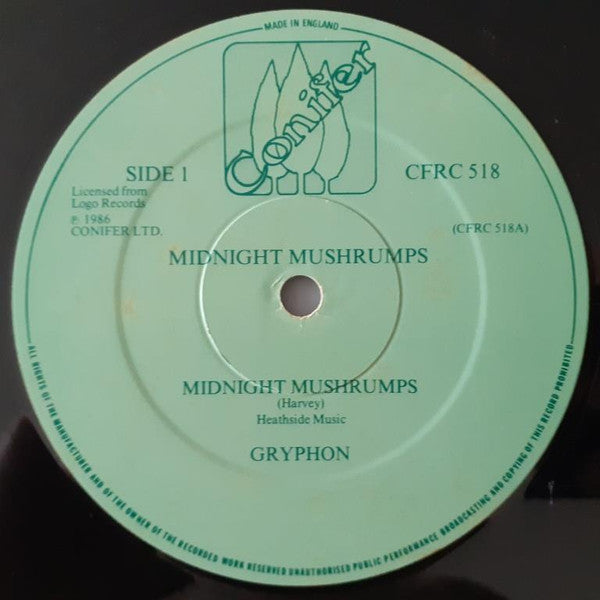 MADE IN ENGLAND
Conifer
SIDE 1
CFRC 518
Licensed from
Logo Records
℗ 1986
CONIFER LTD.
(CFRC 518A)
MIDNIGHT MUSHRUMPS
MIDNIGHT MUSHRUMPS
(Harvey)
Heathside Music
GRYPHON
ALL RIGHTS OF THE MANUFACTURER AND OF THE OWNER OF THE RECORDED WORK RESERVED UNAUTHORISED PUBLIC PERFORMANCE BROADCASTING AND COPYING OF THIS RECORD PROHIBITED